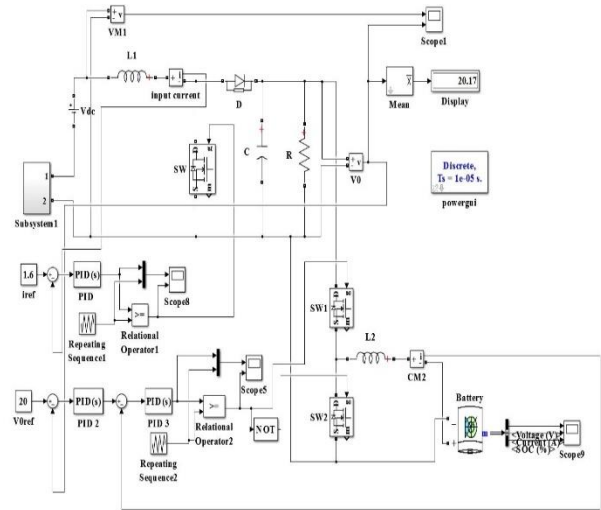 VM1
Scope1
L1
input current
D
Vdc
x̄
Mean
20.17
Display
SW
C
R
V0
Discrete,
Ts = 1e-05 s.
powergui
1
2
Subsystem1
1.6
iref
PID(s)
PID
Scope8
>=
Repeating
Sequence1
Relational
Operator1
SW1
L2
CM2
20
V0ref
PID(s)
PID 2
PID(s)
PID 3
Scope5
>=
Relational
Operator2
NOT
Repeating
Sequence2
SW2
Battery
<Voltage (V)>
<Current (A)>
<SOC (%)>
Scope9